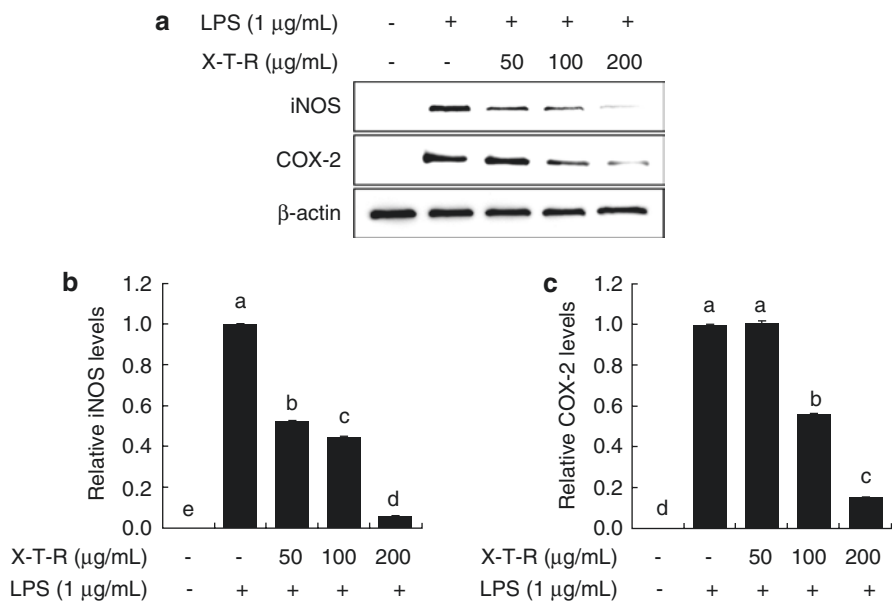 a LPS (1 μg/mL) - + + + +
X-T-R (μg/mL) - - 50 100 200
iNOS
COX-2
β-actin
b
Relative iNOS levels
1.2
1.0
0.8
0.6
0.4
0.2
0.0
e a b c d
X-T-R (μg/mL) - - 50 100 200
LPS (1 μg/mL) - + + + +
c
Relative COX-2 levels
1.2
1.0
0.8
0.6
0.4
0.2
0.0
d a a b c
X-T-R (μg/mL) - - 50 100 200
LPS (1 μg/mL) - + + + +